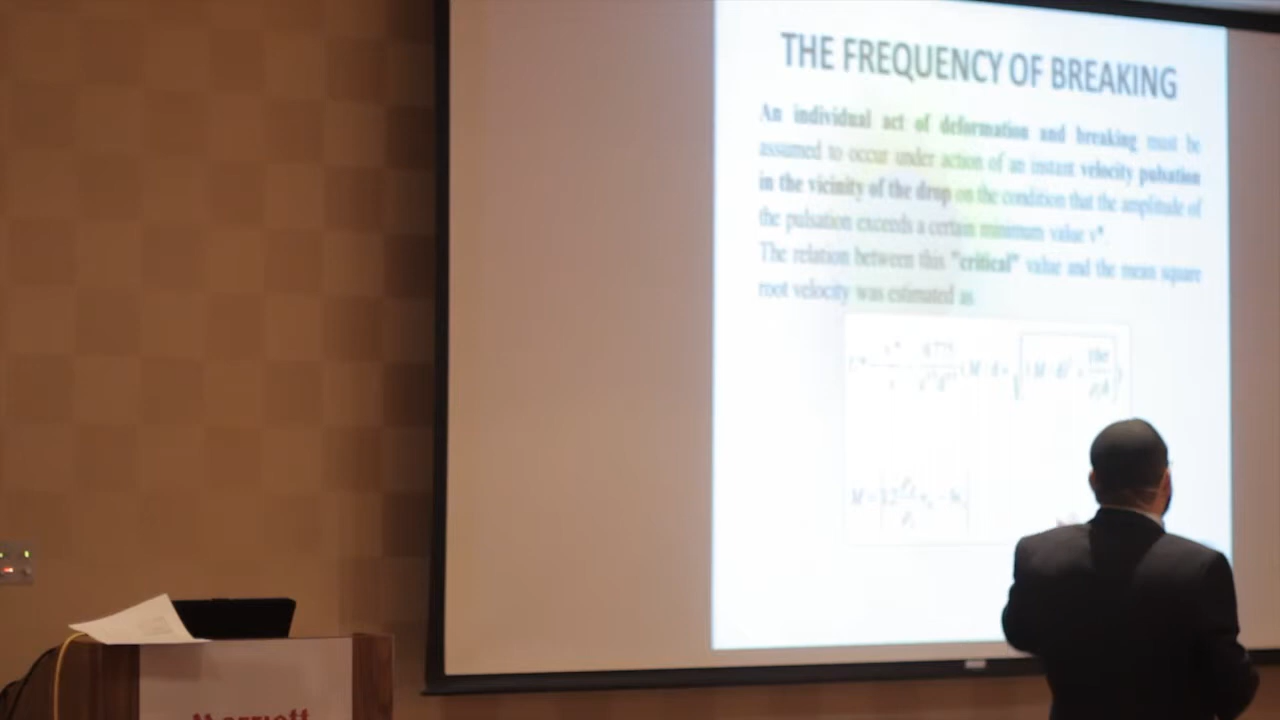 THE FREQUENCY OF BREAKING
An individual act of deformation and breaking must be
assumed to occur under action of an instant velocity pulsation
in the vicinity of the drop on the condition that the amplitude of
the pulsation exceeds a certain minimum value v*.
The relation between this "critical" value and the mean square
root velocity was estimated as
Marriott